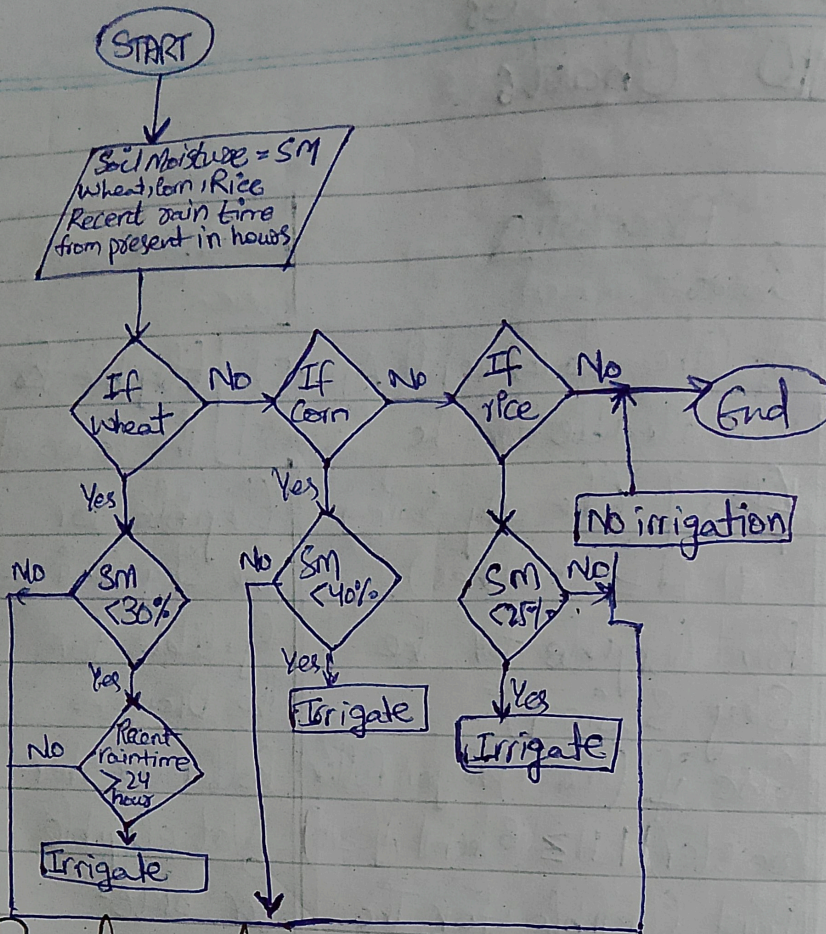 START
Soil Moisture = SM
Wheat, Corn, Rice
Recent rain time
from present in hours
If
wheat
No
If
Corn
No
If
rice
No
End
Yes
Yes
No irrigation
No
SM
<30%
No
SM
<40%
SM
<25%
No
Yes
Yes
Yes
Irrigate
Irrigate
No
Recent
raintime
>24
hour
Irrigate